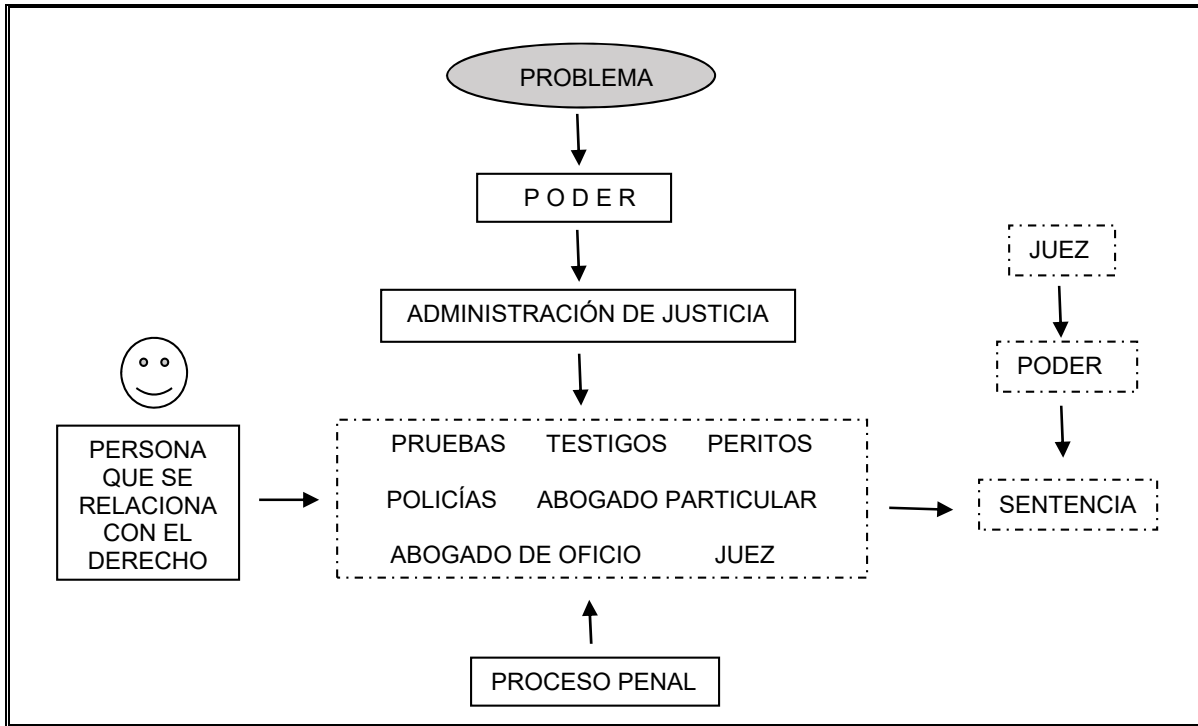 PROBLEMA
P O D E R
ADMINISTRACIÓN DE JUSTICIA
PERSONA
QUE SE
RELACIONA
CON EL
DERECHO
PRUEBAS TESTIGOS PERITOS
POLICÍAS ABOGADO PARTICULAR
ABOGADO DE OFICIO JUEZ
PROCESO PENAL
JUEZ
PODER
SENTENCIA